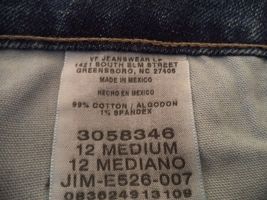 VF JEANSWEAR LP
1421 SOUTH ELM STREET
GREENSBORO, NC 27406
MADE IN MEXICO
HECHO EN MEXICO
99% COTTON / ALGODON
1% SPANDEX
3058346
12 MEDIUM
12 MEDIANO
JIM-E526-007
083624913109